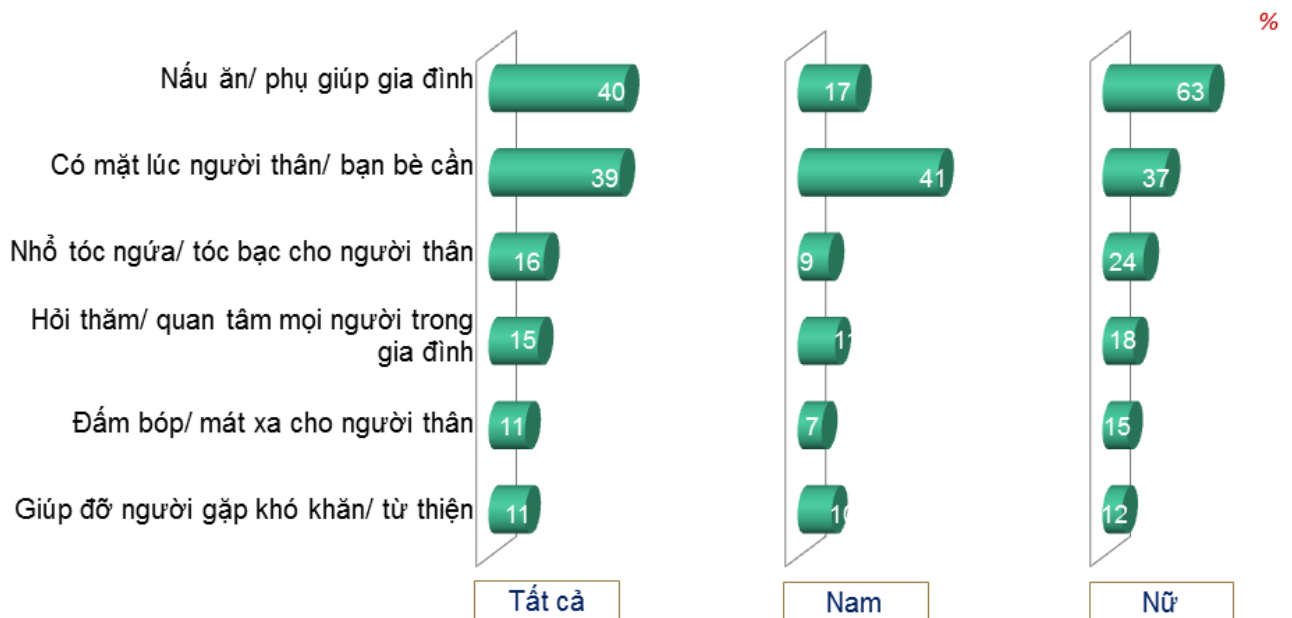 %
Nấu ăn/ phụ giúp gia đình 40 17 63
Có mặt lúc người thân/ bạn bè cần 39 41 37
Nhổ tóc ngứa/ tóc bạc cho người thân 16 9 24
Hỏi thăm/ quan tâm mọi người trong
gia đình 15 11 18
Đấm bóp/ mát xa cho người thân 11 7 15
Giúp đỡ người gặp khó khăn/ từ thiện 11 10 12
Tất cả Nam Nữ